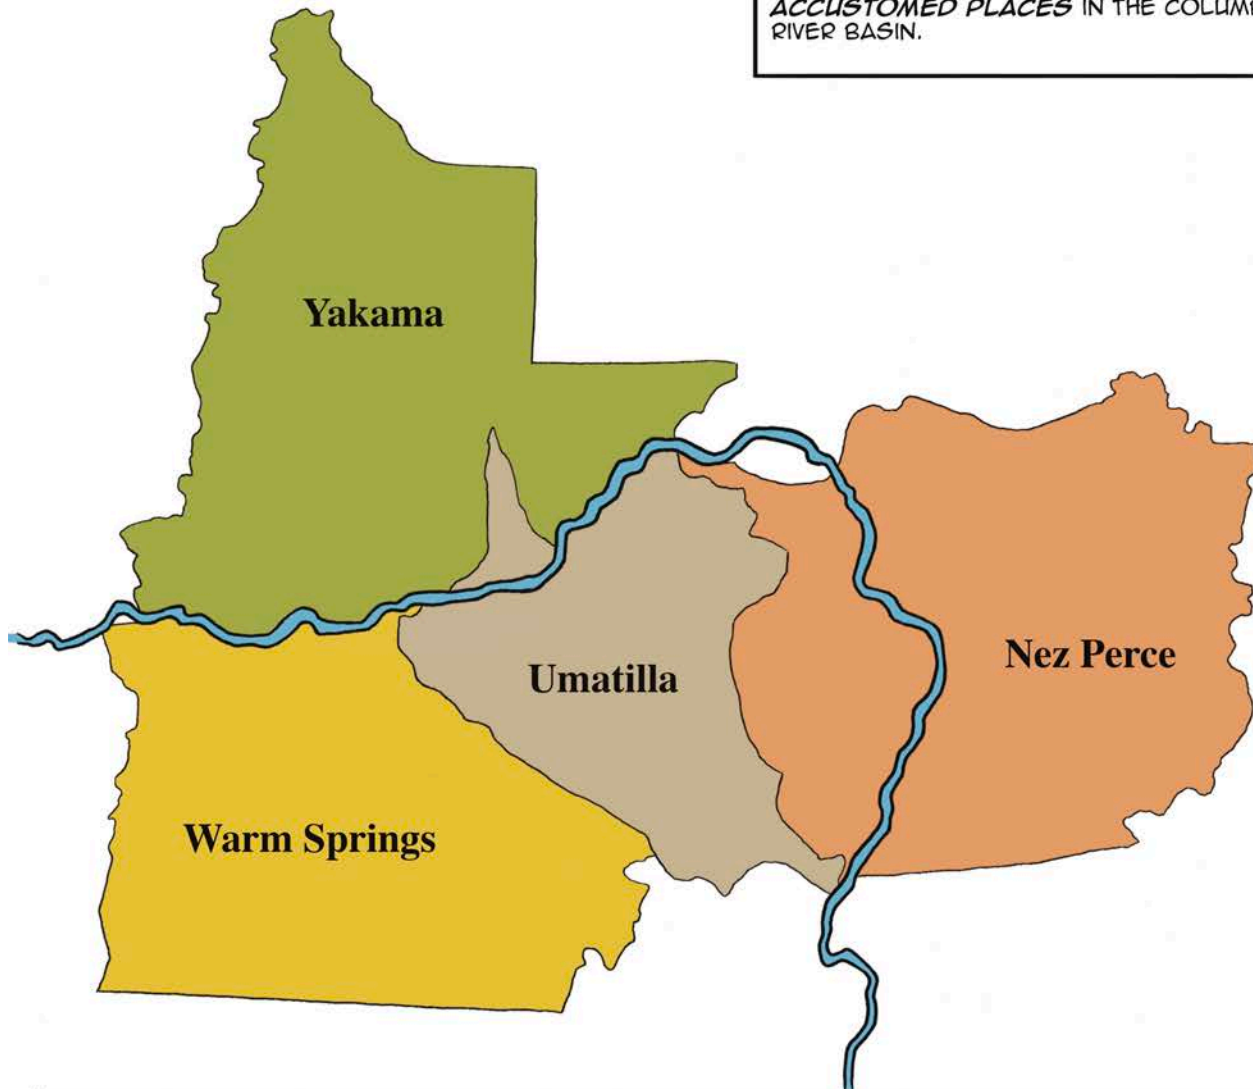 ACCUSTOMED PLACES IN THE
RIVER BASIN.
Yakama
Nez Perce
Umatilla
Warm Springs